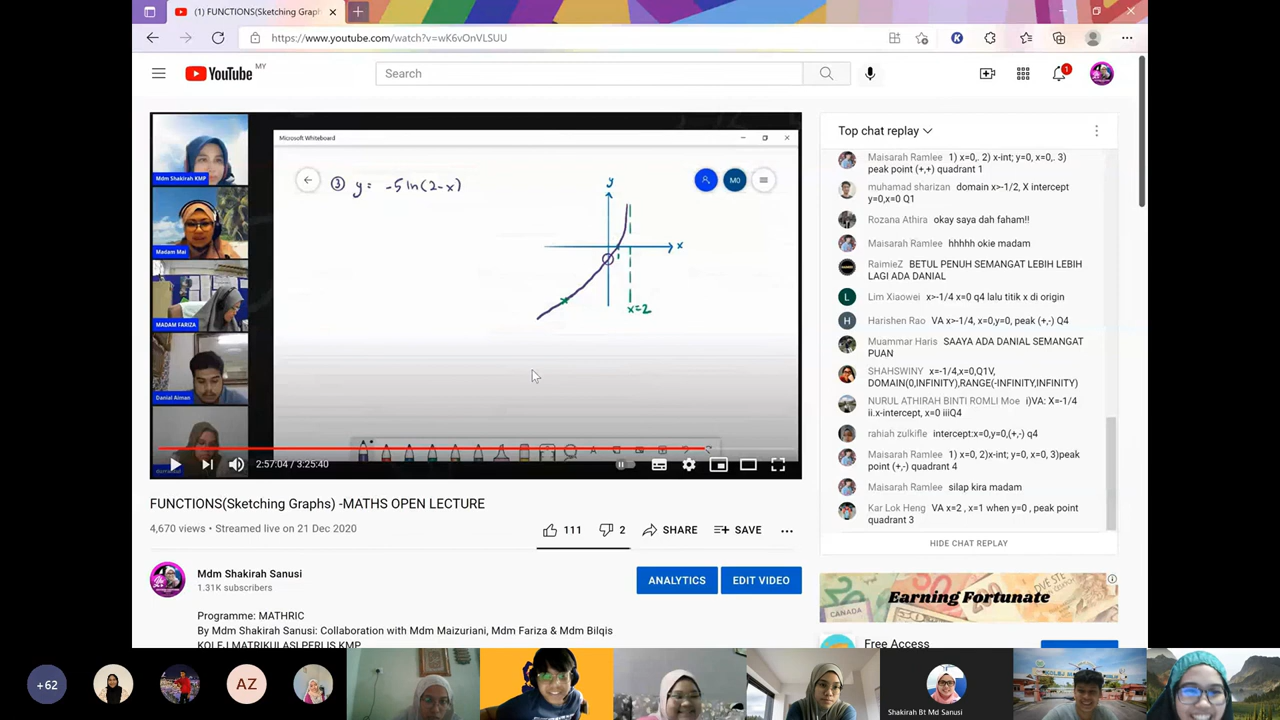 (1) FUNCTIONS(Sketching Graph
https://www.youtube.com/watch?v=wK6vOnVLSUU
YouTube MY
Search
1
Microsoft Whiteboard
Mdm Shakirah KMP
Madam Mai
MADAM FARIZA
Danial Aiman
③ y = -5 ln(2-x)
MO
y
x
1
x=2
2:57:04 / 3:25:40
FUNCTIONS(Sketching Graphs) -MATHS OPEN LECTURE
4,670 views • Streamed live on 21 Dec 2020
111
2
SHARE
SAVE
Mdm Shakirah Sanusi
1.31K subscribers
ANALYTICS
EDIT VIDEO
Programme: MATHRIC
By Mdm Shakirah Sanusi: Collaboration with Mdm Maizuriani, Mdm Fariza & Mdm Bilqis
KOLEJ MATRIKULASI PERLIS KMP
Top chat replay
Maisarah Ramlee 1) x=0,. 2) x-int; y=0, x=0,. 3)
peak point (+,+) quadrant 1
muhamad sharizan domain x>-1/2, X intercept
y=0,x=0 Q1
Rozana Athira okay saya dah faham!!
Maisarah Ramlee hhhhh okie madam
RaimieZ BETUL PENUH SEMANGAT LEBIH LEBIH
LAGI ADA DANIAL
L
Lim Xiaowei x>-1/4 x=0 q4 lalu titik x di origin
H
Harishen Rao VA x>-1/4, x=0,y=0, peak (+,-) Q4
Muammar Haris SAAYA ADA DANIAL SEMANGAT
PUAN
SHAHSWINY x=-1/4,x=0,Q1V,
DOMAIN(0,INFINITY),RANGE(-INFINITY,INFINITY)
NURUL ATHIRAH BINTI ROMLI Moe i)VA: X=-1/4
ii.x-intercept, x=0 iiiQ4
rahiah zulkifle intercept:x=0,y=0,(+,-) q4
Maisarah Ramlee 1) x=0, 2)x-int; y=0, x=0, 3)peak
point (+,-) quadrant 4
Maisarah Ramlee silap kira madam
Kar Lok Heng VA x=2 , x=1 when y=0 , peak point
quadrant 3
HIDE CHAT REPLAY
Earning Fortunate
CANADA
Free Access
+62
AZ
Shakirah Bt Md Sanusi